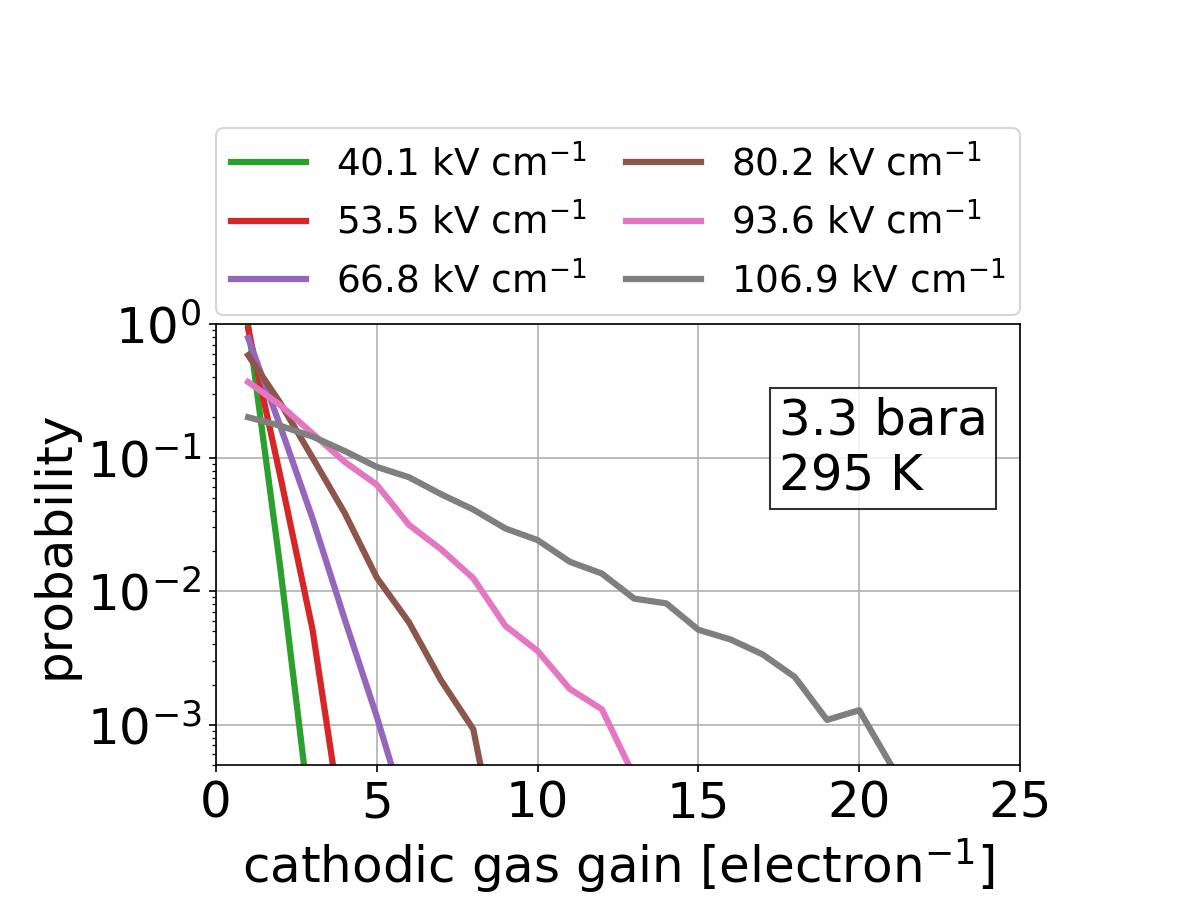 40.1 kV cm⁻¹ 80.2 kV cm⁻¹
53.5 kV cm⁻¹ 93.6 kV cm⁻¹
66.8 kV cm⁻¹ 106.9 kV cm⁻¹
10⁰
3.3 bara
295 K
10⁻¹
10⁻²
10⁻³
probability
0 5 10 15 20 25
cathodic gas gain [electron⁻¹]